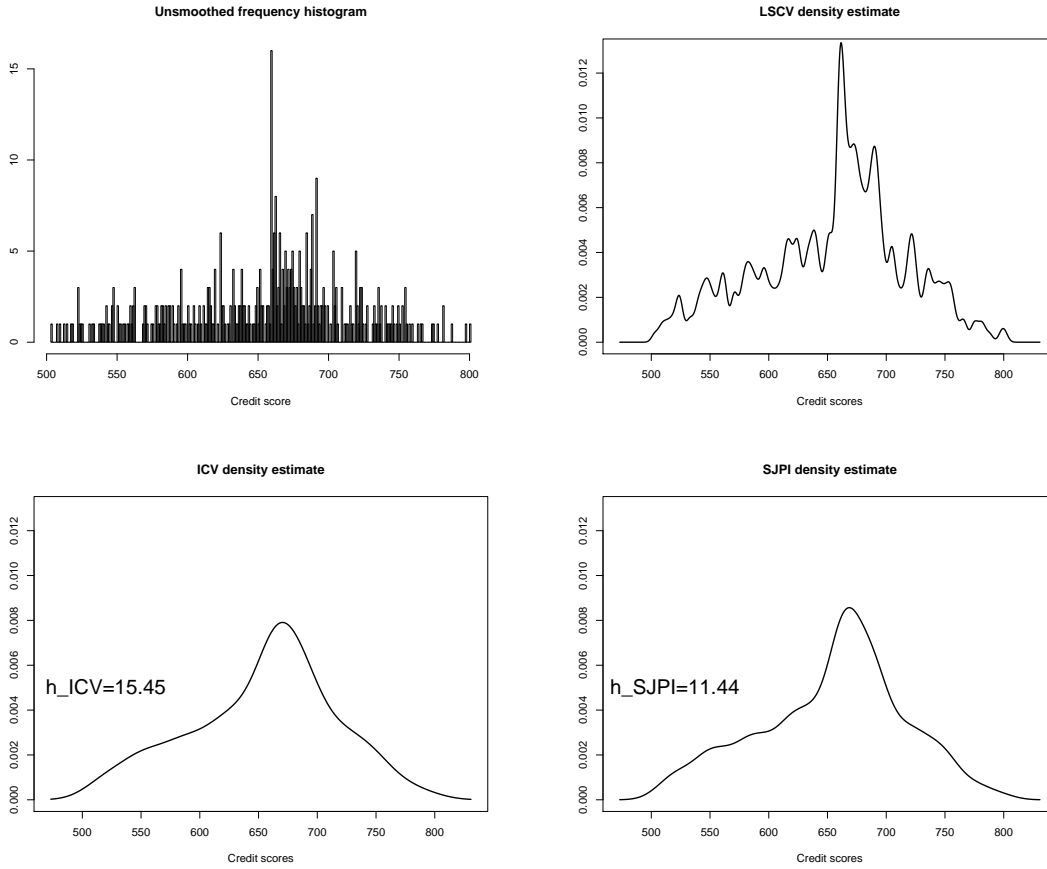 Unsmoothed frequency histogram
15
10
5
0
500 550 600 650 700 750 800
Credit score
LSCV density estimate
0.012
0.010
0.008
0.006
0.004
0.002
0.000
500 550 600 650 700 750 800
Credit scores
ICV density estimate
0.012
0.010
0.008
0.006
0.004
0.002
0.000
h_ICV=15.45
500 550 600 650 700 750 800
Credit scores
SJPI density estimate
0.012
0.010
0.008
0.006
0.004
0.002
0.000
h_SJPI=11.44
500 550 600 650 700 750 800
Credit scores